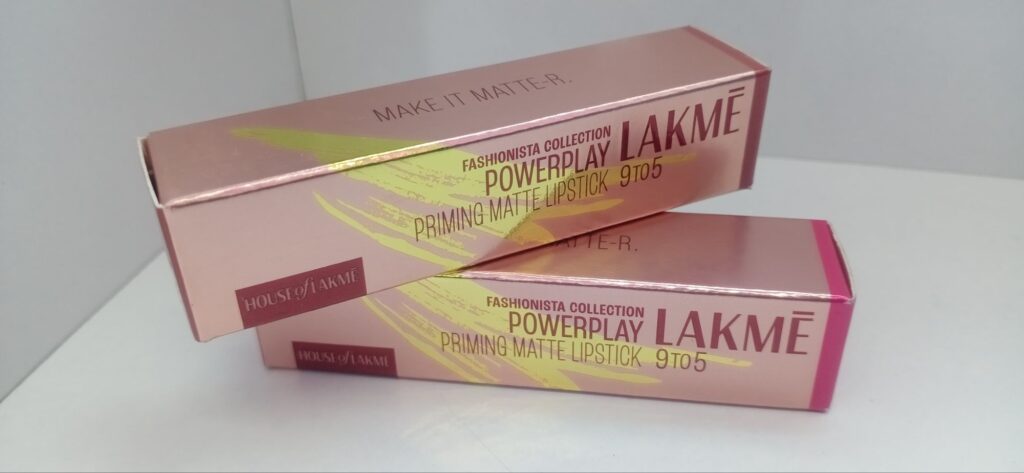 MAKE IT MATTE-R.
FASHIONISTA COLLECTION
POWERPLAY
PRIMING MATTE LIPSTICK
LAKMĒ
9TO5
HOUSE of LAKMĒ
ATTE-R.
FASHIONISTA COLLECTION
POWERPLAY
PRIMING MATTE LIPSTICK
LAKMĒ
9TO5
HOUSE of LAKMĒ